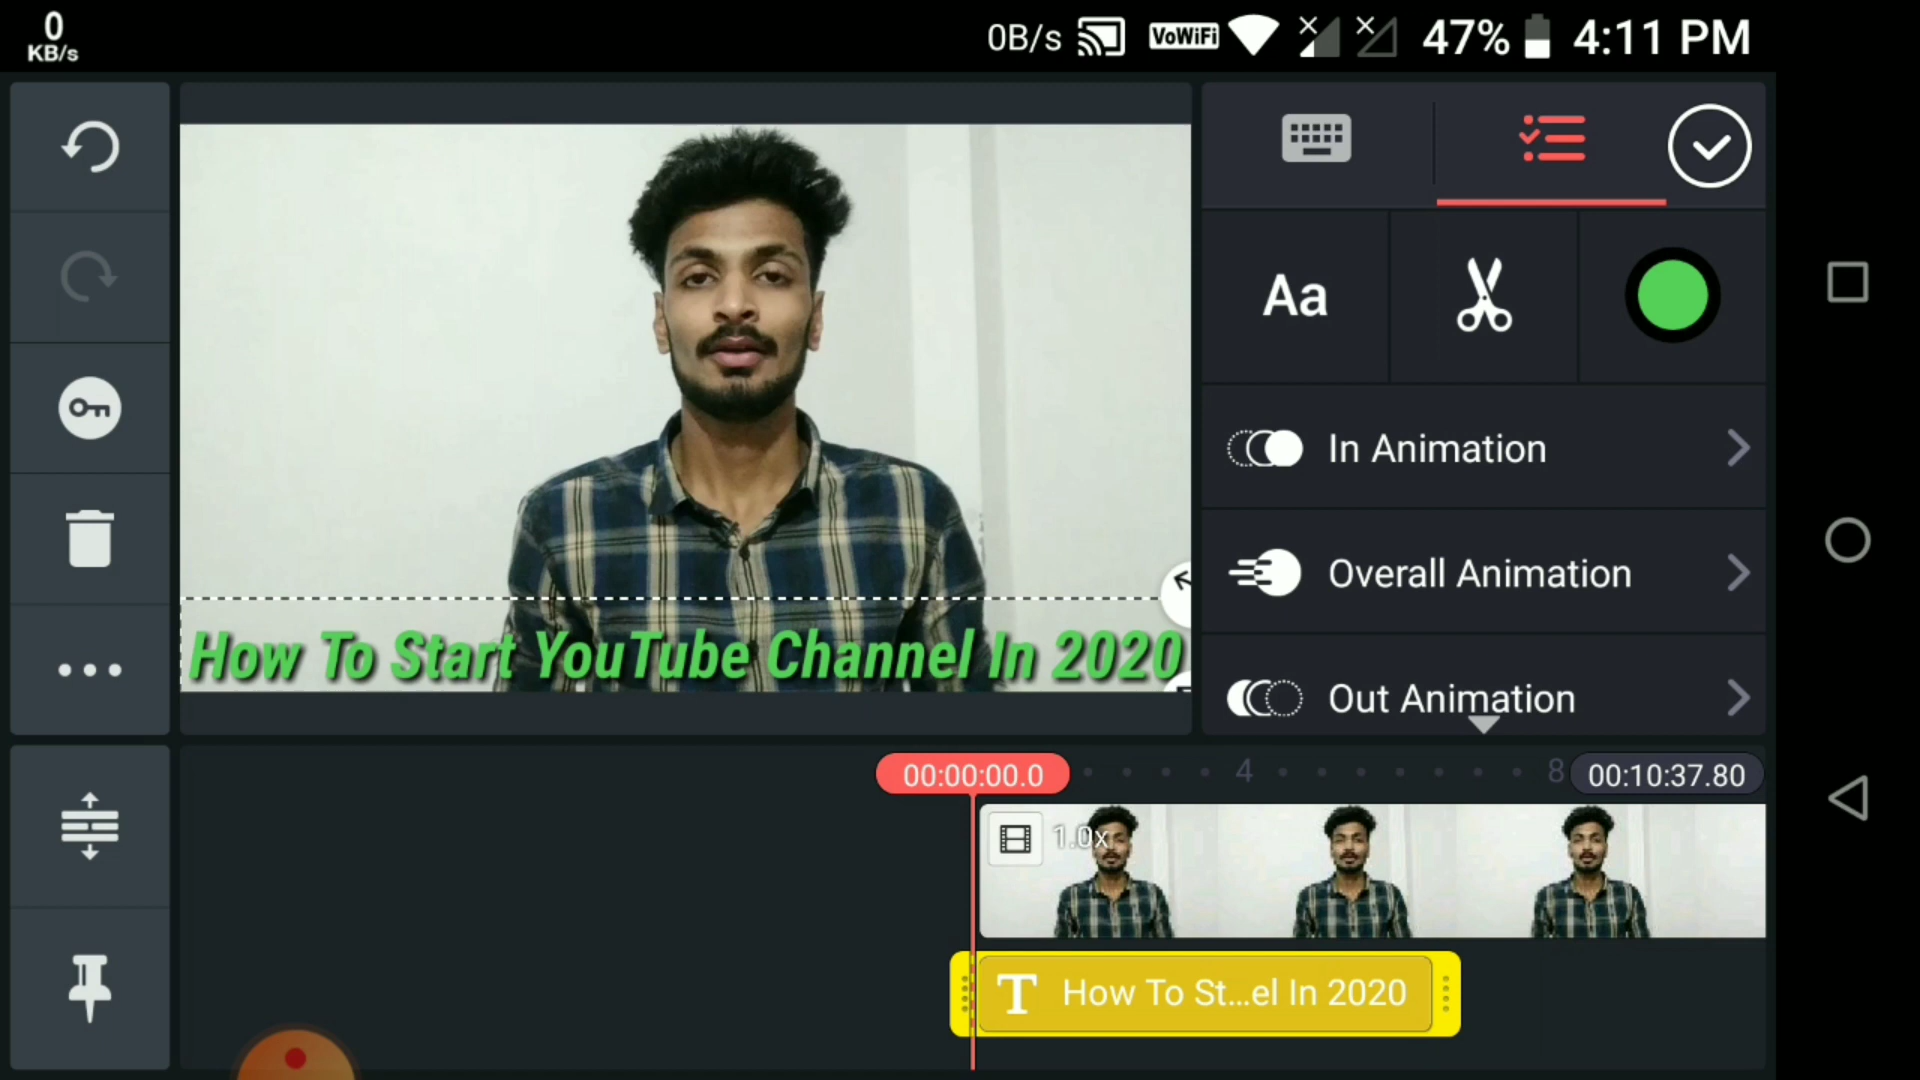 0
KB/s
0B/s VoWiFi 47% 4:11 PM
Aa
In Animation
Overall Animation
Out Animation
How To Start YouTube Channel In 2020
00:00:00.0 4 8 00:10:37.80
1.0x
T How To St...el In 2020